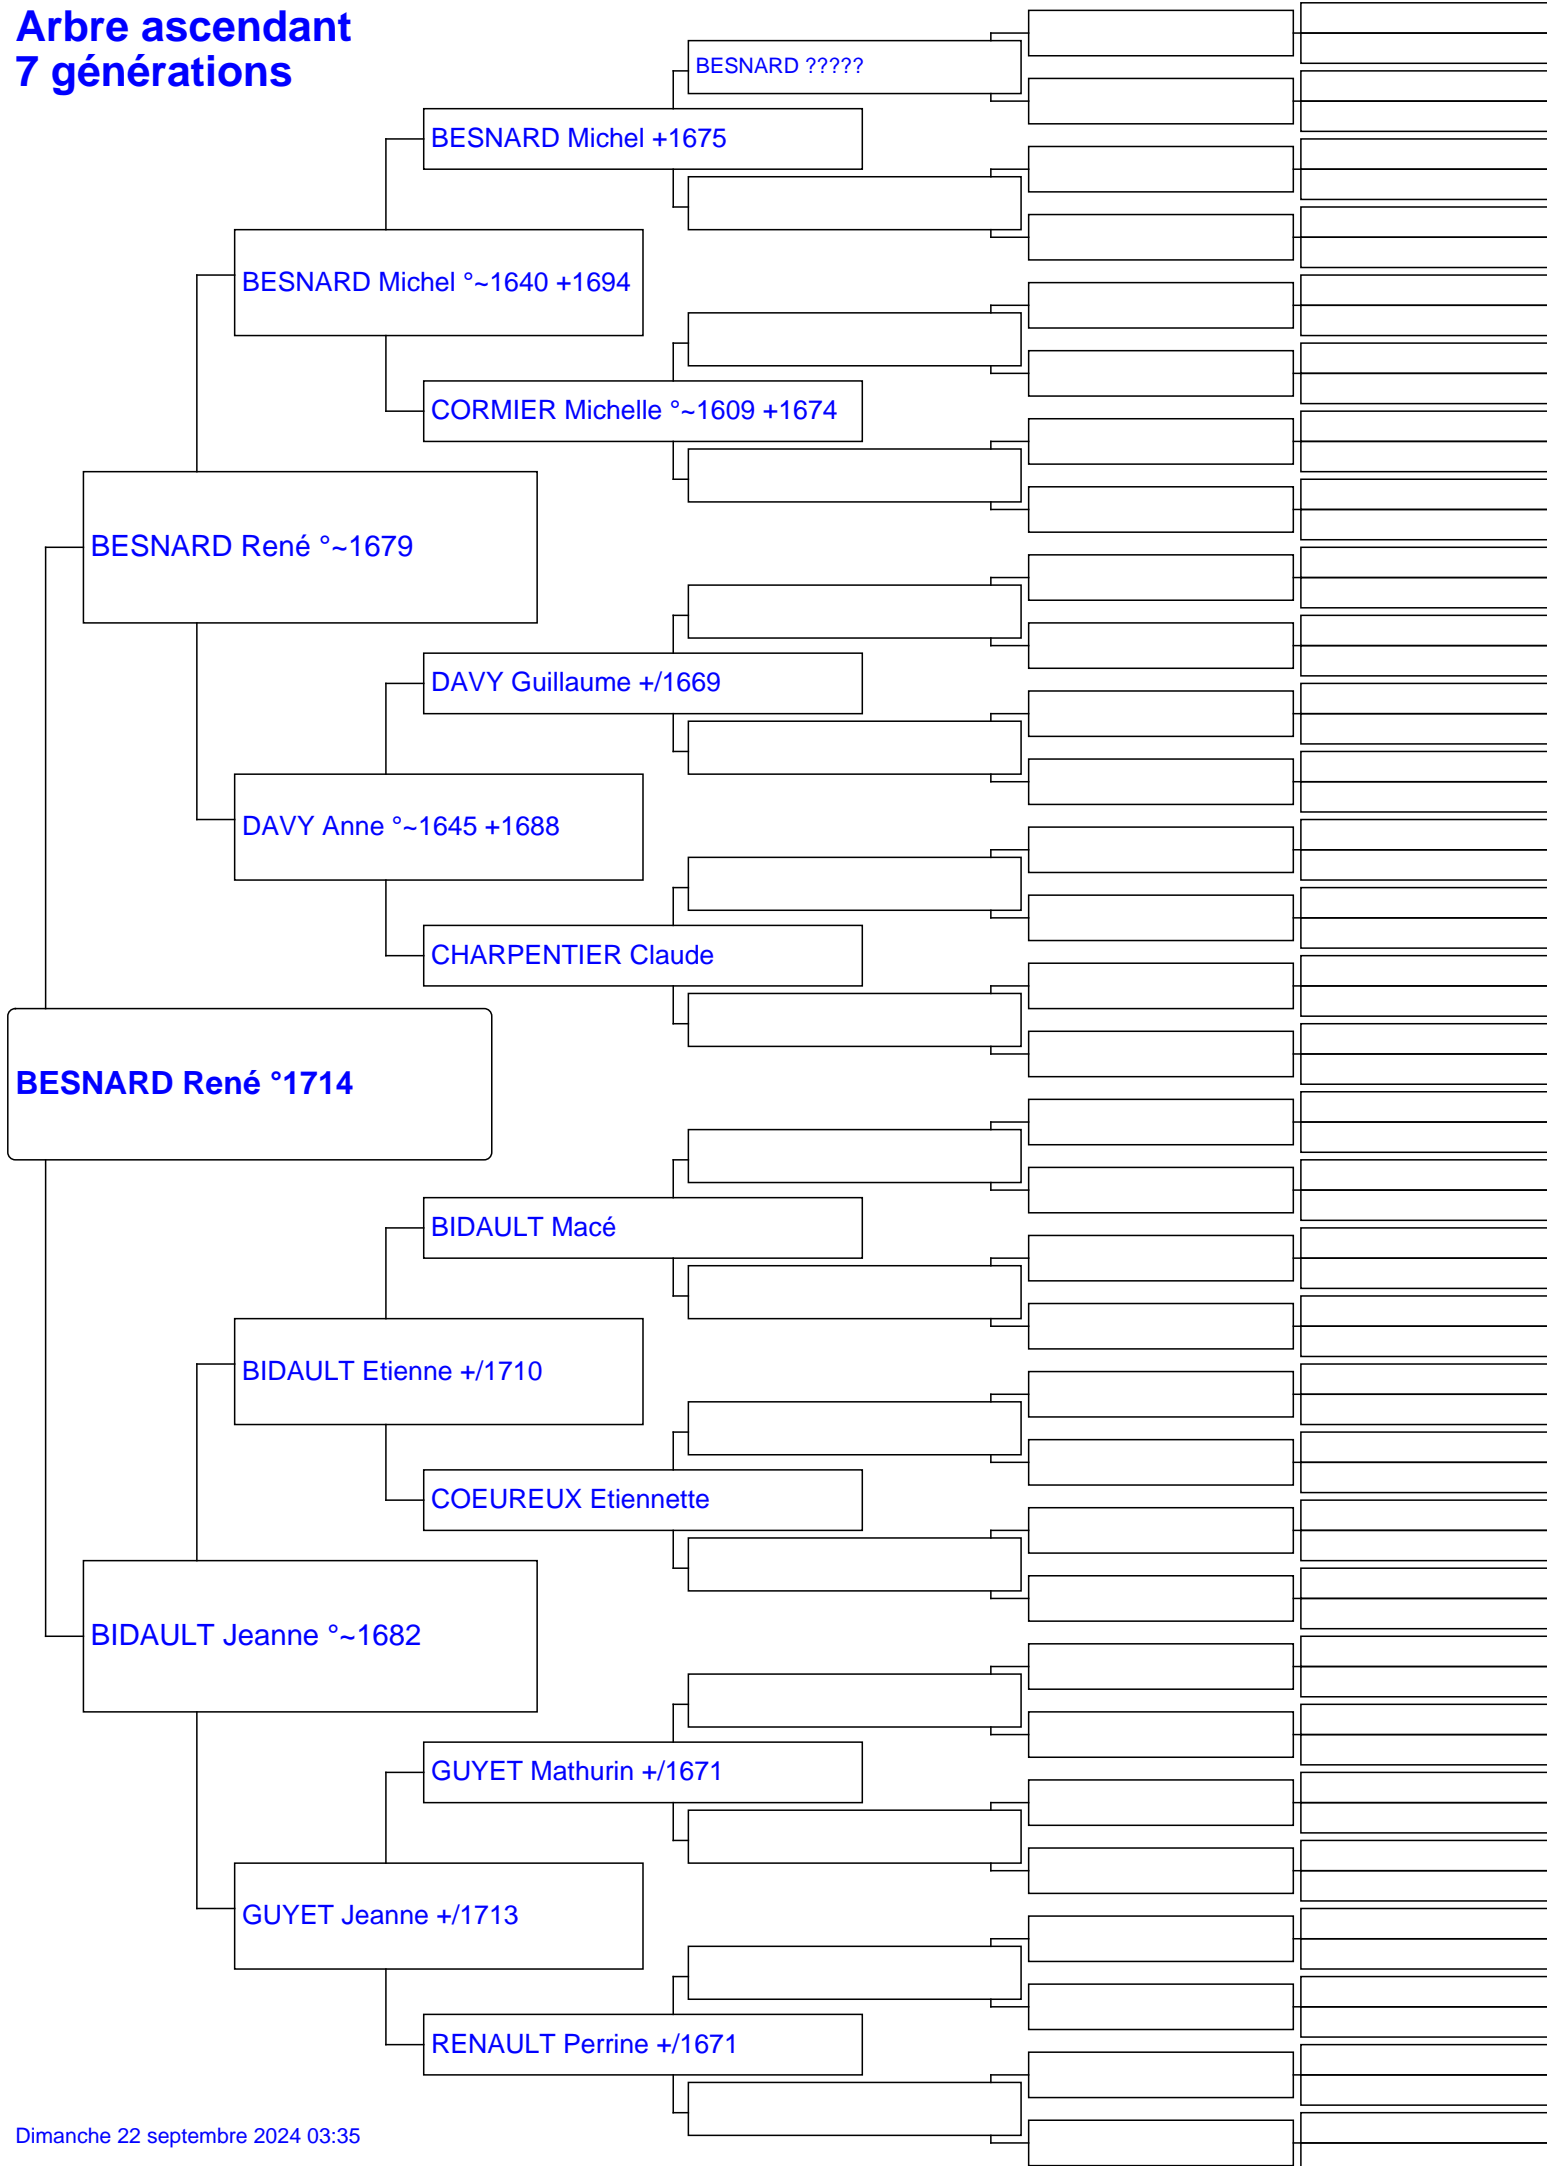 Arbre ascendant
7 générations
BESNARD ?????
BESNARD Michel +1675
BESNARD Michel °~1640 +1694
CORMIER Michelle °~1609 +1674
BESNARD René °~1679
DAVY Guillaume +/1669
DAVY Anne °~1645 +1688
CHARPENTIER Claude
BESNARD René °1714
BIDAULT Macé
BIDAULT Etienne +/1710
COEUREUX Etiennette
BIDAULT Jeanne °~1682
GUYET Mathurin +/1671
GUYET Jeanne +/1713
RENAULT Perrine +/1671
Dimanche 22 septembre 2024 03:35